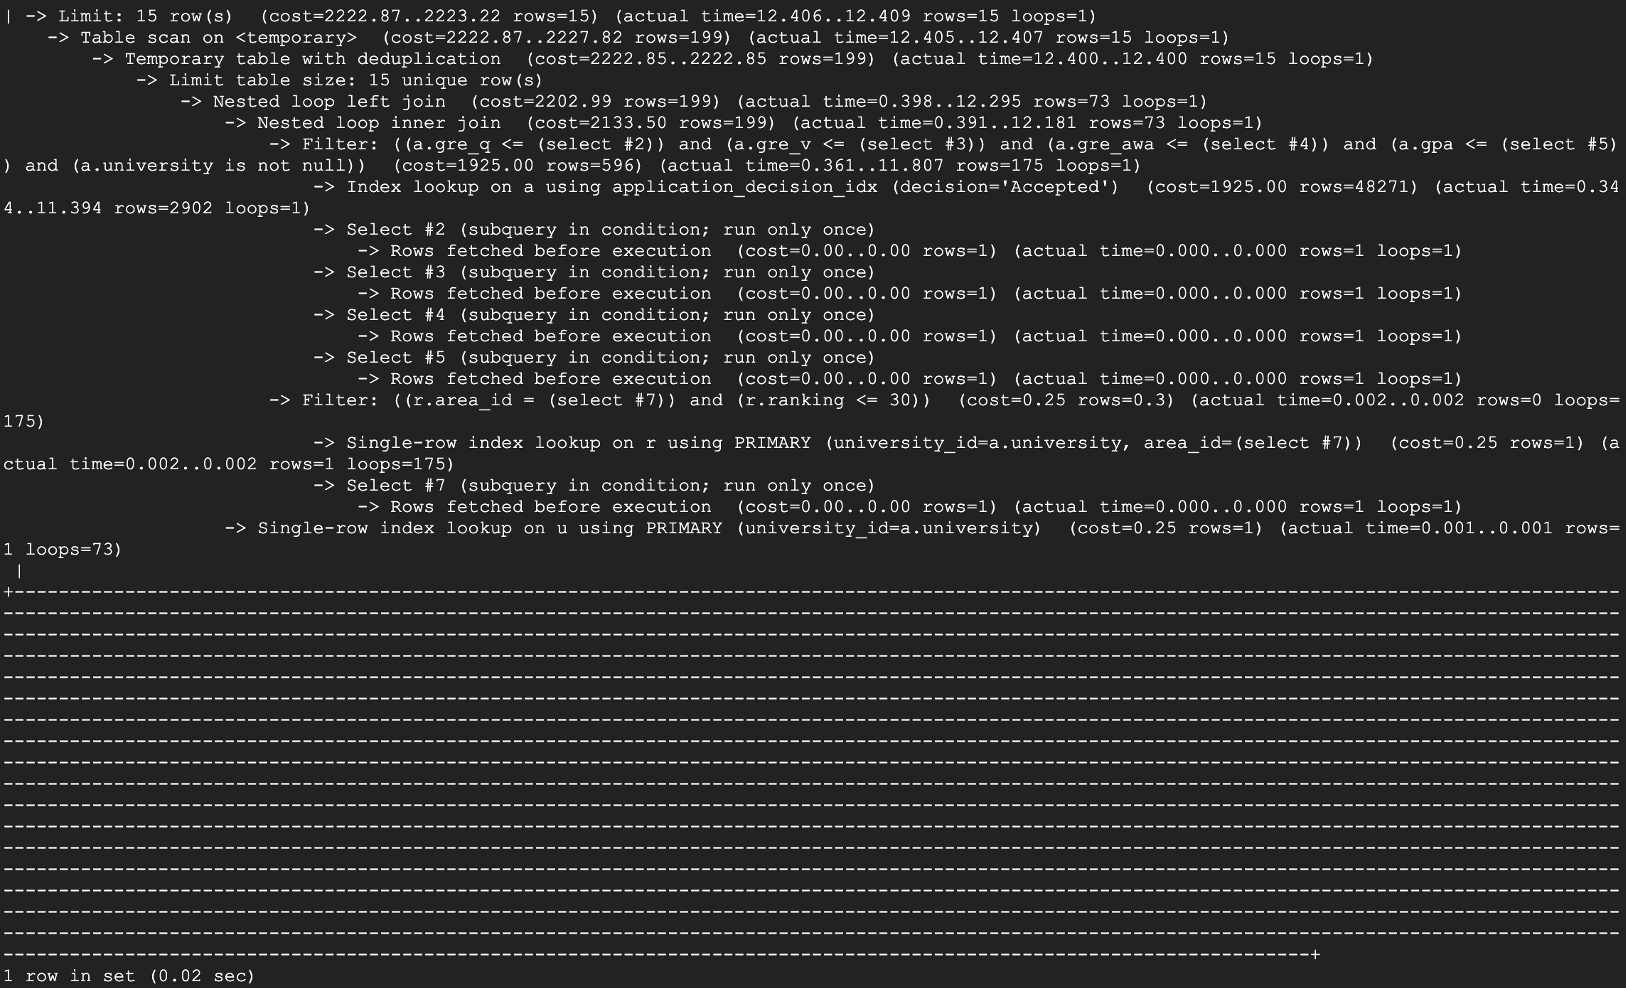 | -> Limit: 15 row(s)  (cost=2222.87..2223.22 rows=15) (actual time=12.406..12.409 rows=15 loops=1)
    -> Table scan on <temporary>  (cost=2222.87..2227.82 rows=199) (actual time=12.405..12.407 rows=15 loops=1)
        -> Temporary table with deduplication  (cost=2222.85..2222.85 rows=199) (actual time=12.400..12.400 rows=15 loops=1)
            -> Limit table size: 15 unique row(s)
                -> Nested loop left join  (cost=2202.99 rows=199) (actual time=0.398..12.295 rows=73 loops=1)
                    -> Nested loop inner join  (cost=2133.50 rows=199) (actual time=0.391..12.181 rows=73 loops=1)
                        -> Filter: ((a.gre_q <= (select #2)) and (a.gre_v <= (select #3)) and (a.gre_awa <= (select #4)) and (a.gpa <= (select #5)
) and (a.university is not null))  (cost=1925.00 rows=596) (actual time=0.361..11.807 rows=175 loops=1)
                            -> Index lookup on a using application_decision_idx (decision='Accepted')  (cost=1925.00 rows=48271) (actual time=0.34
4..11.394 rows=2902 loops=1)
                            -> Select #2 (subquery in condition; run only once)
                                -> Rows fetched before execution  (cost=0.00..0.00 rows=1) (actual time=0.000..0.000 rows=1 loops=1)
                            -> Select #3 (subquery in condition; run only once)
                                -> Rows fetched before execution  (cost=0.00..0.00 rows=1) (actual time=0.000..0.000 rows=1 loops=1)
                            -> Select #4 (subquery in condition; run only once)
                                -> Rows fetched before execution  (cost=0.00..0.00 rows=1) (actual time=0.000..0.000 rows=1 loops=1)
                            -> Select #5 (subquery in condition; run only once)
                                -> Rows fetched before execution  (cost=0.00..0.00 rows=1) (actual time=0.000..0.000 rows=1 loops=1)
                        -> Filter: ((r.area_id = (select #7)) and (r.ranking <= 30))  (cost=0.25 rows=0.3) (actual time=0.002..0.002 rows=0 loops=
175)
                            -> Single-row index lookup on r using PRIMARY (university_id=a.university, area_id=(select #7))  (cost=0.25 rows=1) (a
ctual time=0.002..0.002 rows=1 loops=175)
                            -> Select #7 (subquery in condition; run only once)
                                -> Rows fetched before execution  (cost=0.00..0.00 rows=1) (actual time=0.000..0.000 rows=1 loops=1)
                    -> Single-row index lookup on u using PRIMARY (university_id=a.university)  (cost=0.25 rows=1) (actual time=0.001..0.001 rows=
1 loops=73)
 |
1 row in set (0.02 sec)